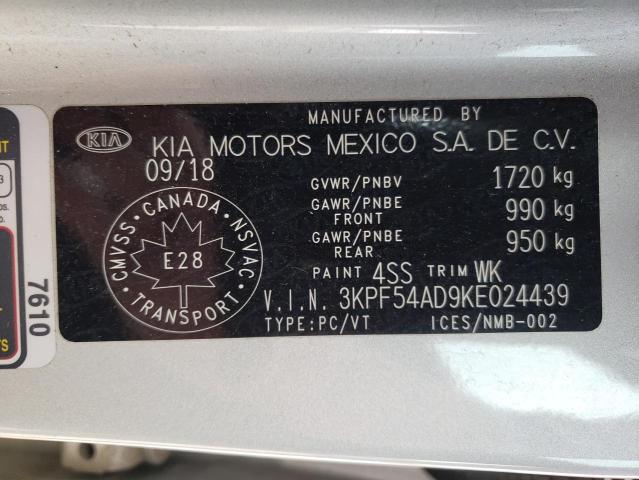 MANUFACTURED BY
KIA KIA MOTORS MEXICO S.A. DE C.V.
09/18
GVWR/PNBV 1720 kg
GAWR/PNBE FRONT 990 kg
GAWR/PNBE REAR 950 kg
PAINT 4SS TRIM WK
V.I.N. 3KPF54AD9KE024439
TYPE:PC/VT ICES/NMB-002
CANADA
CMVSS NSVAC
E28
TRANSPORT
7610
3